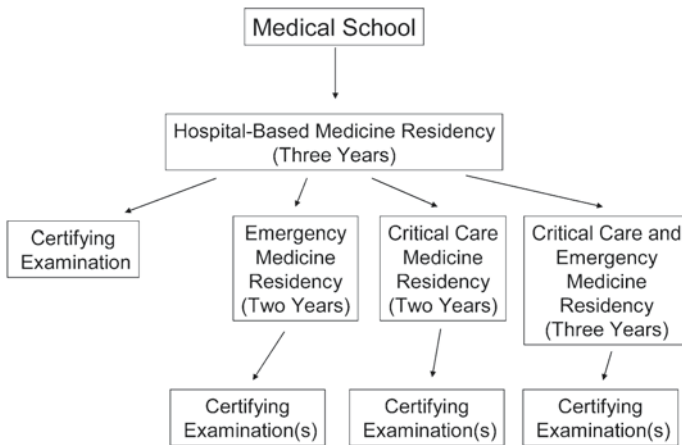 Medical School
Hospital-Based Medicine Residency
(Three Years)
Certifying
Examination
Emergency
Medicine
Residency
(Two Years)
Critical Care
Medicine
Residency
(Two Years)
Critical Care and
Emergency
Medicine
Residency
(Three Years)
Certifying
Examination(s)
Certifying
Examination(s)
Certifying
Examination(s)